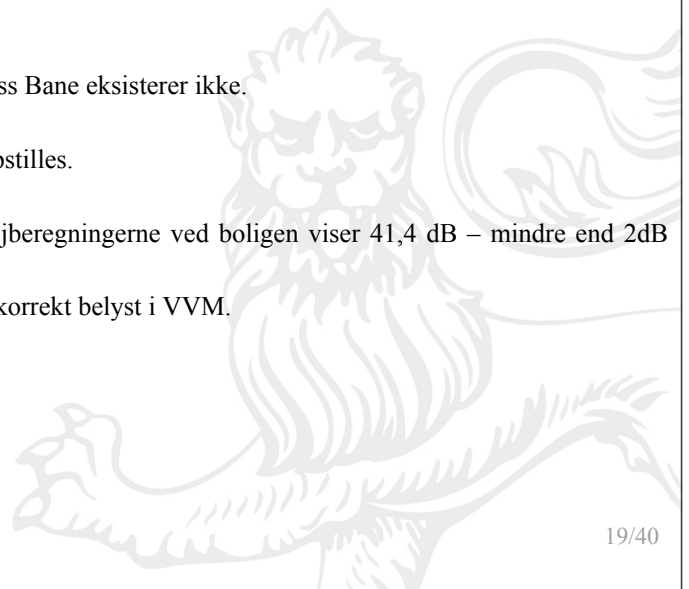 ss Bane eksisterer ikke.
ostilles.
jberegningerne ved boligen viser 41,4 dB – mindre end 2dB
korrekt belyst i VVM.
19/40